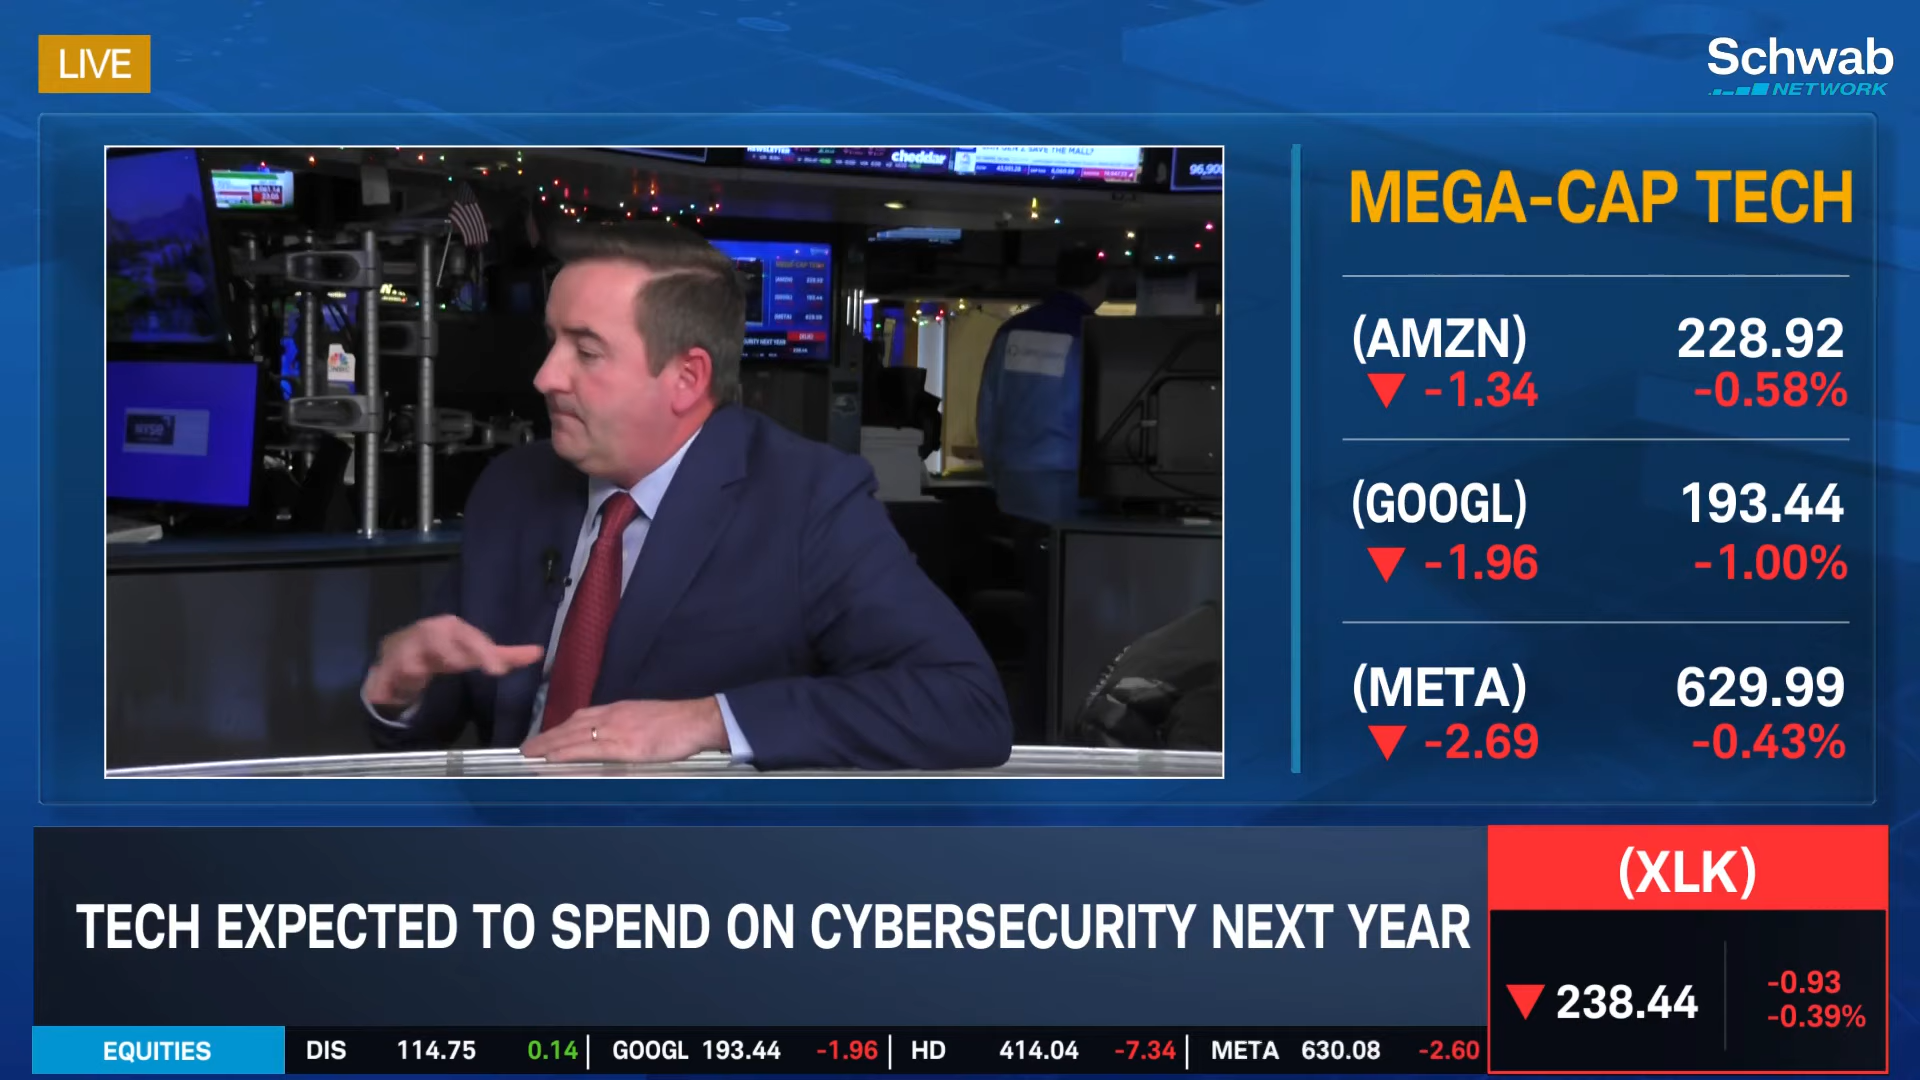 LIVE
Schwab
NETWORK
cheddar
MEGA-CAP TECH
(AMZN) 228.92
▼ -1.34 -0.58%
(GOOGL) 193.44
▼ -1.96 -1.00%
(META) 629.99
▼ -2.69 -0.43%
NYSE
TECH EXPECTED TO SPEND ON CYBERSECURITY NEXT YEAR
(XLK)
▼ 238.44
-0.93
-0.39%
EQUITIES
DIS 114.75 0.14 GOOGL 193.44 -1.96 HD 414.04 -7.34 META 630.08 -2.60